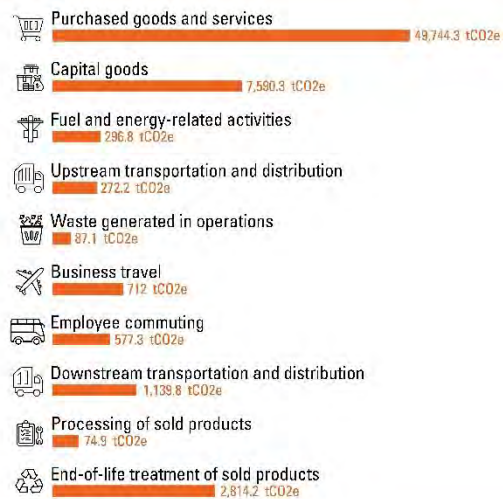 Purchased goods and services
49,744.3 tCO2e
Capital goods
7,590.3 tCO2e
Fuel and energy-related activities
296.8 tCO2e
Upstream transportation and distribution
272.2 tCO2e
Waste generated in operations
87.1 tCO2e
Business travel
712 tCO2e
Employee commuting
577.3 tCO2e
Downstream transportation and distribution
1,139.8 tCO2e
Processing of sold products
74.9 tCO2e
End-of-life treatment of sold products
2,814.2 tCO2e